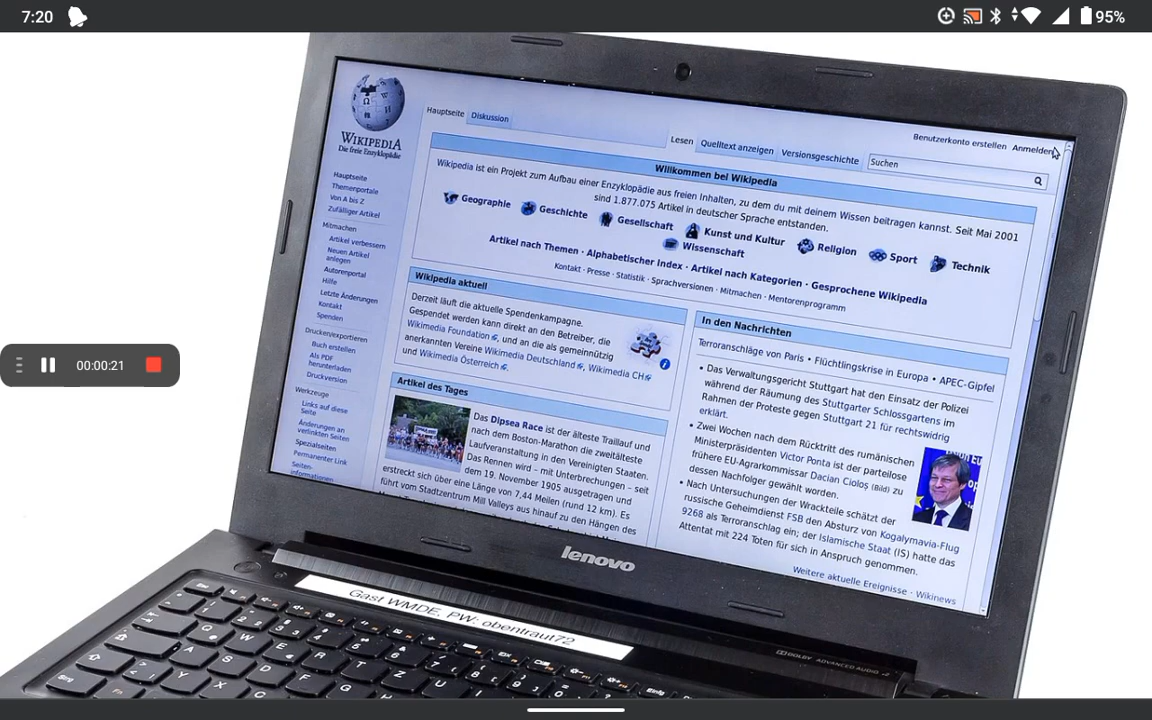 7:20
95%
WIKIPEDIA
Die freie Enzyklopädie
Hauptseite
Themenportale
Von A bis Z
Zufälliger Artikel
Mitmachen
Artikel verbessern
Neuen Artikel
anlegen
Autorenportal
Hilfe
Letzte Änderungen
Kontakt
Spenden
Drucken/exportieren
Buch erstellen
Als PDF
herunterladen
Druckversion
Werkzeuge
Links auf diese
Seite
Änderungen an
verlinkten Seiten
Spezialseiten
Permanenter Link
Seiten-
informationen
Hauptseite Diskussion
Lesen Quelltext anzeigen Versionsgeschichte
Benutzerkonto erstellen Anmelden
Suchen
Willkommen bei Wikipedia
Wikipedia ist ein Projekt zum Aufbau einer Enzyklopädie aus freien Inhalten, zu dem du mit deinem Wissen beitragen kannst. Seit Mai 2001
sind 1.877.075 Artikel in deutscher Sprache entstanden.
Geographie Geschichte Gesellschaft Kunst und Kultur Religion Sport Technik
Wissenschaft
Artikel nach Themen · Alphabetischer Index · Artikel nach Kategorien · Gesprochene Wikipedia
Kontakt · Presse · Statistik · Sprachversionen · Mitmachen · Mentorenprogramm
Wikipedia aktuell
Derzeit läuft die aktuelle Spendenkampagne.
Gespendet werden kann direkt an den Betreiber, die
Wikimedia Foundation, und an die als gemeinnützig
anerkannten Vereine Wikimedia Deutschland, Wikimedia CH
und Wikimedia Österreich.
Artikel des Tages
Das Dipsea Race ist der älteste Traillauf und
nach dem Boston-Marathon die zweitälteste
Laufveranstaltung in den Vereinigten Staaten.
Das Rennen wird – mit Unterbrechungen – seit
dem 19. November 1905 ausgetragen und
erstreckt sich über eine Länge von 7,44 Meilen (rund 12 km). Es
führt vom Stadtzentrum Mill Valleys aus hinauf zu den Hängen des
In den Nachrichten
Terroranschläge von Paris • Flüchtlingskrise in Europa • APEC-Gipfel
• Das Verwaltungsgericht Stuttgart hat den Einsatz der Polizei
während der Räumung des Stuttgarter Schlossgartens im
Rahmen der Proteste gegen Stuttgart 21 für rechtswidrig
erklärt.
• Zwei Wochen nach dem Rücktritt des rumänischen
Ministerpräsidenten Victor Ponta ist der parteilose
frühere EU-Agrarkommissar Dacian Cioloș (Bild) zu
dessen Nachfolger gewählt worden.
• Nach Untersuchungen der Wrackteile schätzt der
russische Geheimdienst FSB den Absturz von Kogalymavia-Flug
9268 als Terroranschlag ein; der Islamische Staat (IS) hatte das
Attentat mit 224 Toten für sich in Anspruch genommen.
Weitere aktuelle Ereignisse · Wikinews
00:00:21
lenovo
Gast WMDE, PW: obentraut72
DOLBY ADVANCED AUDIO v2